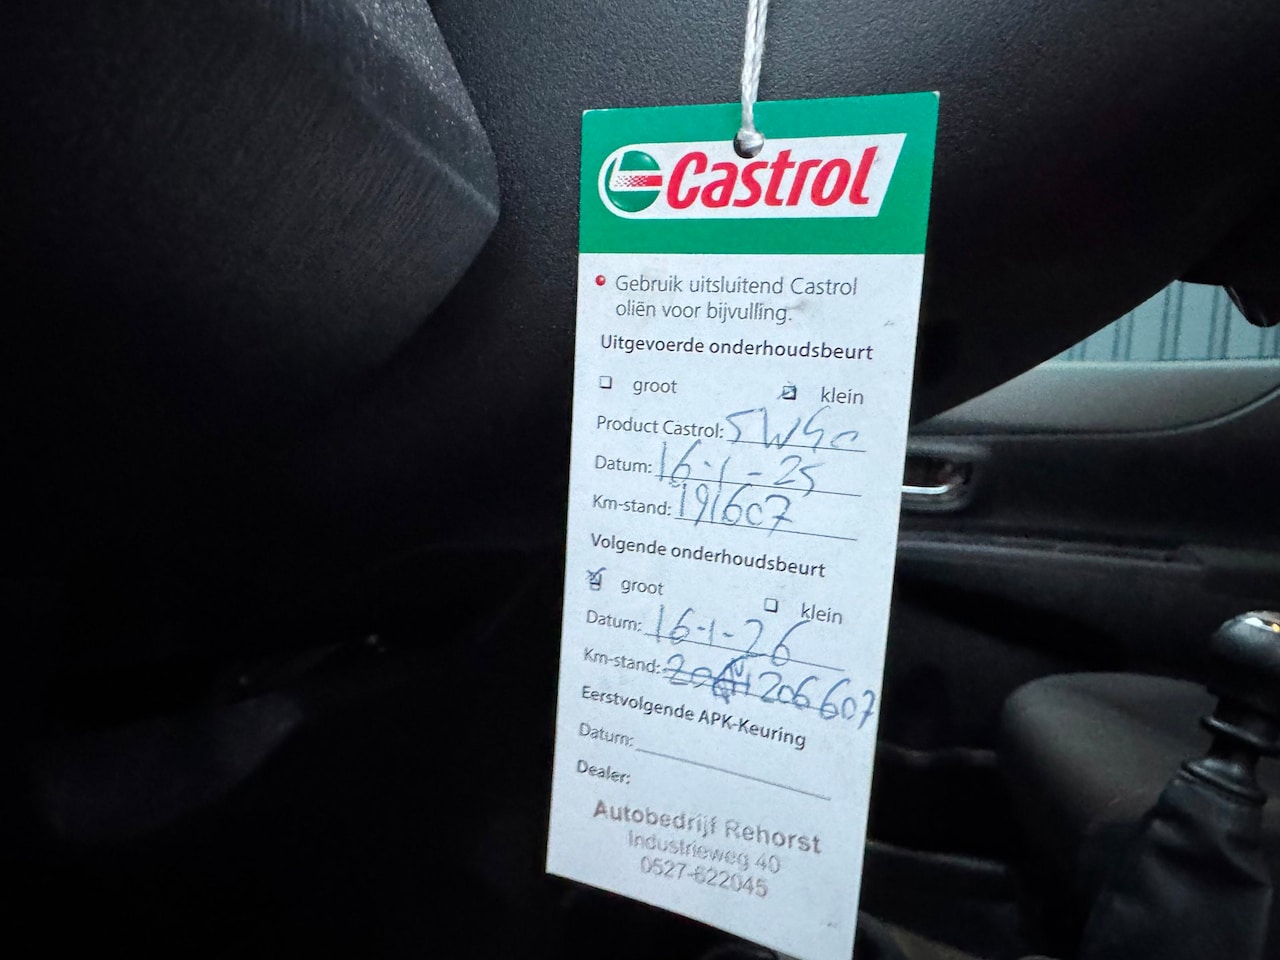 Castrol
Gebruik uitsluitend Castrol
oliën voor bijvulling.
Uitgevoerde onderhoudsbeurt
groot klein
Product Castrol: 5W40
Datum: 16-1-25
Km-stand: 191607
Volgende onderhoudsbeurt
groot klein
Datum: 16-1-26
Km-stand: 206607
Eerstvolgende APK-Keuring
Datum:
Dealer:
Autobedrijf Rehorst
Industrieweg 40
0527-622045